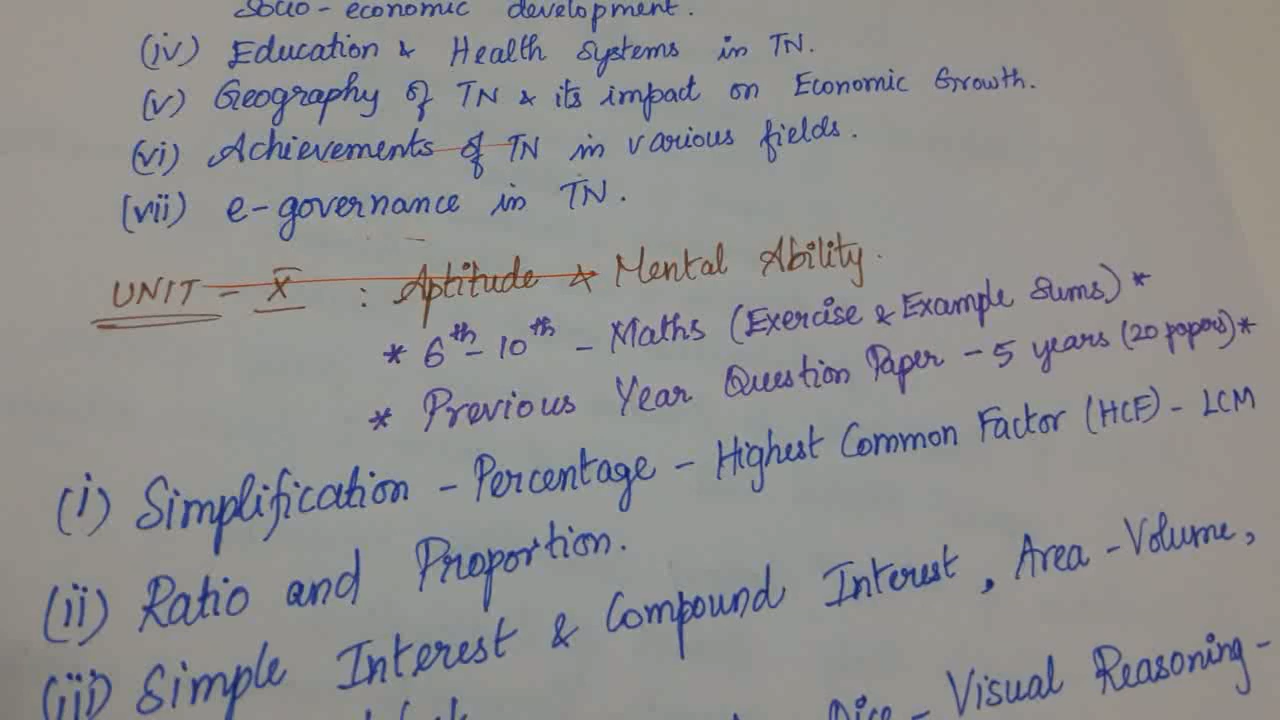 Socio-economic development.
(iv) Education & Health Systems in TN.
(v) Geography of TN & its impact on Economic Growth.
(vi) Achievements of TN in various fields.
(vii) e-governance in TN.
UNIT - X : Aptitude & Mental Ability.
* 6th - 10th - Maths (Exercise & Example Sums) *
* Previous Year Question Paper - 5 years (20 papers) *
(i) Simplification - Percentage - Highest Common Factor (HCF) - LCM
(ii) Ratio and Proportion.
(iii) Simple Interest & Compound Interest, Area - Volume,
Dice - Visual Reasoning -